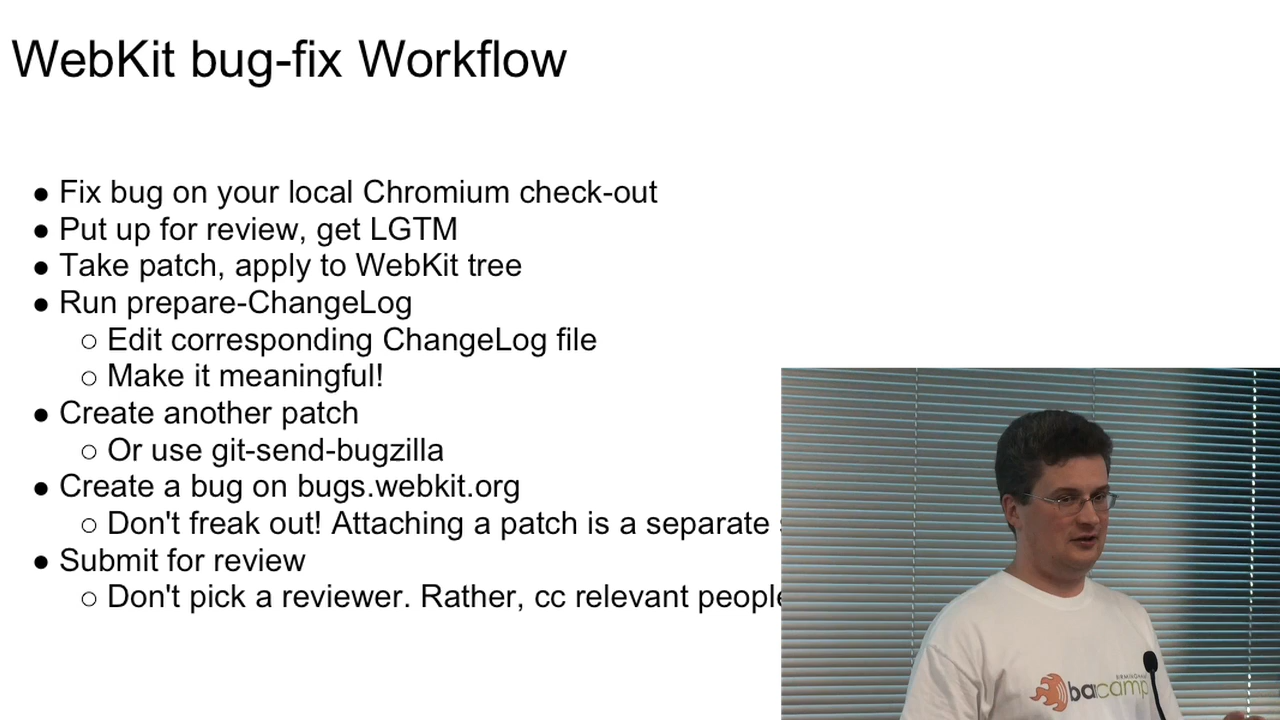 WebKit bug-fix Workflow
● Fix bug on your local Chromium check-out
● Put up for review, get LGTM
● Take patch, apply to WebKit tree
● Run prepare-ChangeLog
○ Edit corresponding ChangeLog file
○ Make it meaningful!
● Create another patch
○ Or use git-send-bugzilla
● Create a bug on bugs.webkit.org
○ Don't freak out! Attaching a patch is a separate
● Submit for review
○ Don't pick a reviewer. Rather, cc relevant people
BIRMINGHAM
barcamp